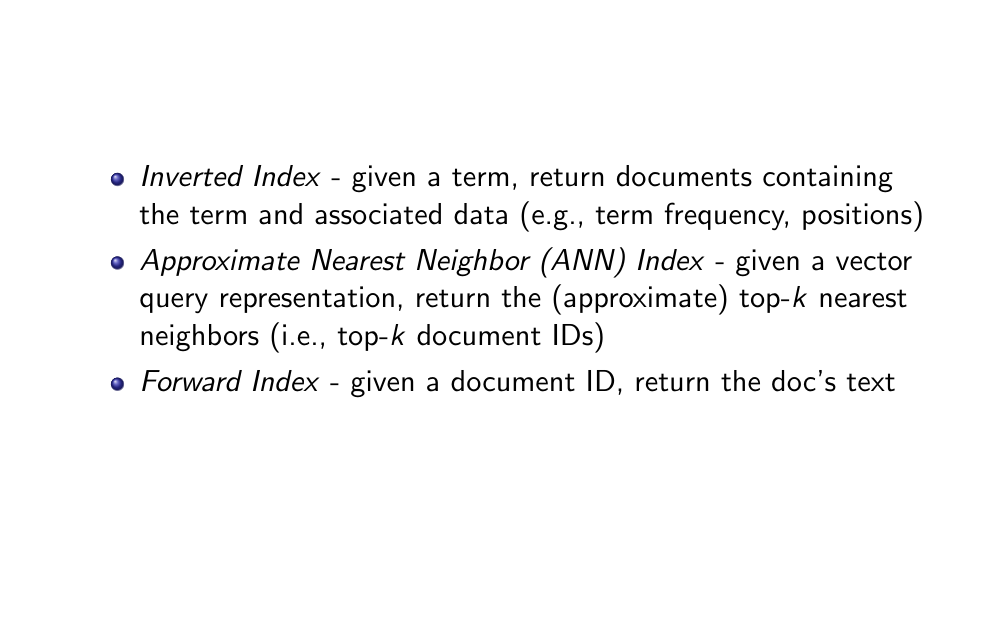 Inverted Index - given a term, return documents containing
the term and associated data (e.g., term frequency, positions)
Approximate Nearest Neighbor (ANN) Index - given a vector
query representation, return the (approximate) top-k nearest
neighbors (i.e., top-k document IDs)
Forward Index - given a document ID, return the doc's text